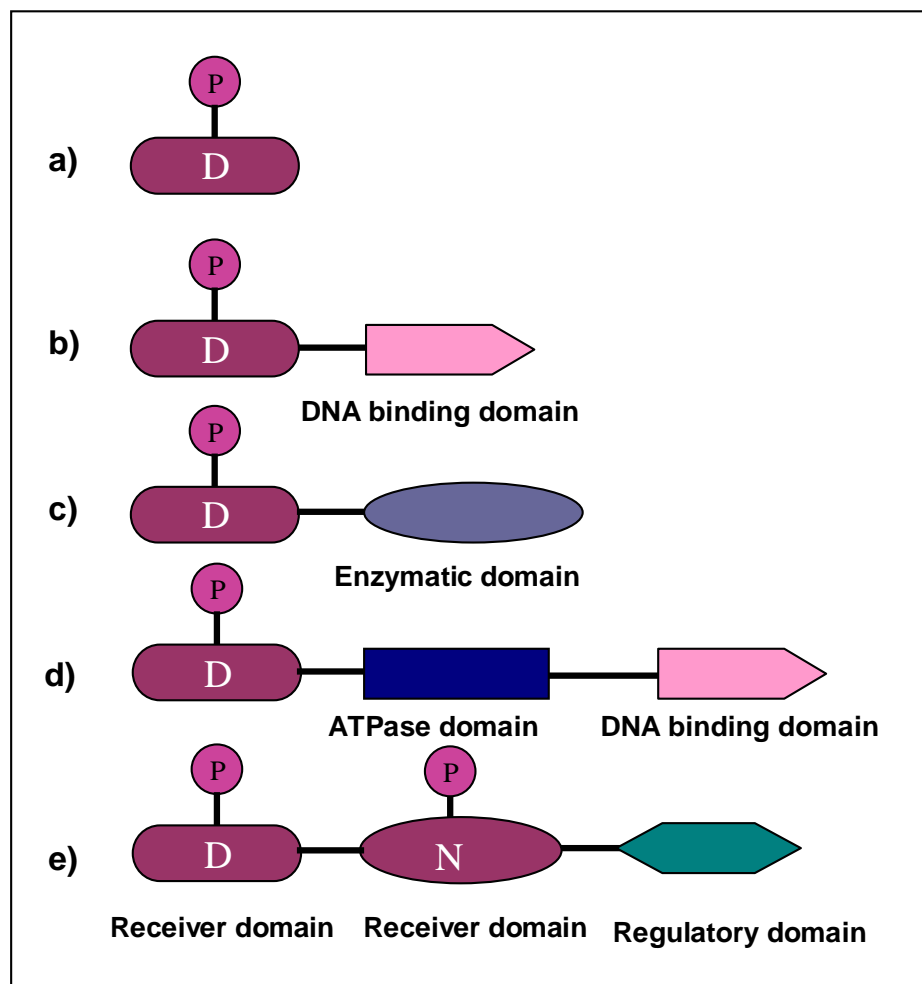 P
a) D
P
b) D
DNA binding domain
P
c) D
Enzymatic domain
P
d) D
ATPase domain DNA binding domain
P P
e) D N
Receiver domain Receiver domain Regulatory domain